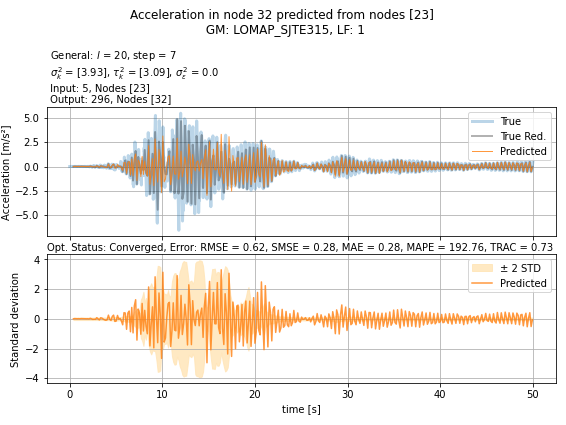 Acceleration in node 32 predicted from nodes [23]
GM: LOMAP_SJTE315, LF: 1
General: l = 20, step = 7
σ²ₖ = [3.93], τ²ₖ = [3.09], σ²ε = 0.0
Input: 5, Nodes [23]
Output: 296, Nodes [32]
Acceleration [m/s²]
5.0
2.5
0.0
−2.5
−5.0
True
True Red.
Predicted
Opt. Status: Converged, Error: RMSE = 0.62, SMSE = 0.28, MAE = 0.28, MAPE = 192.76, TRAC = 0.73
Standard deviation
4
2
0
−2
−4
± 2 STD
Predicted
0 10 20 30 40 50
time [s]